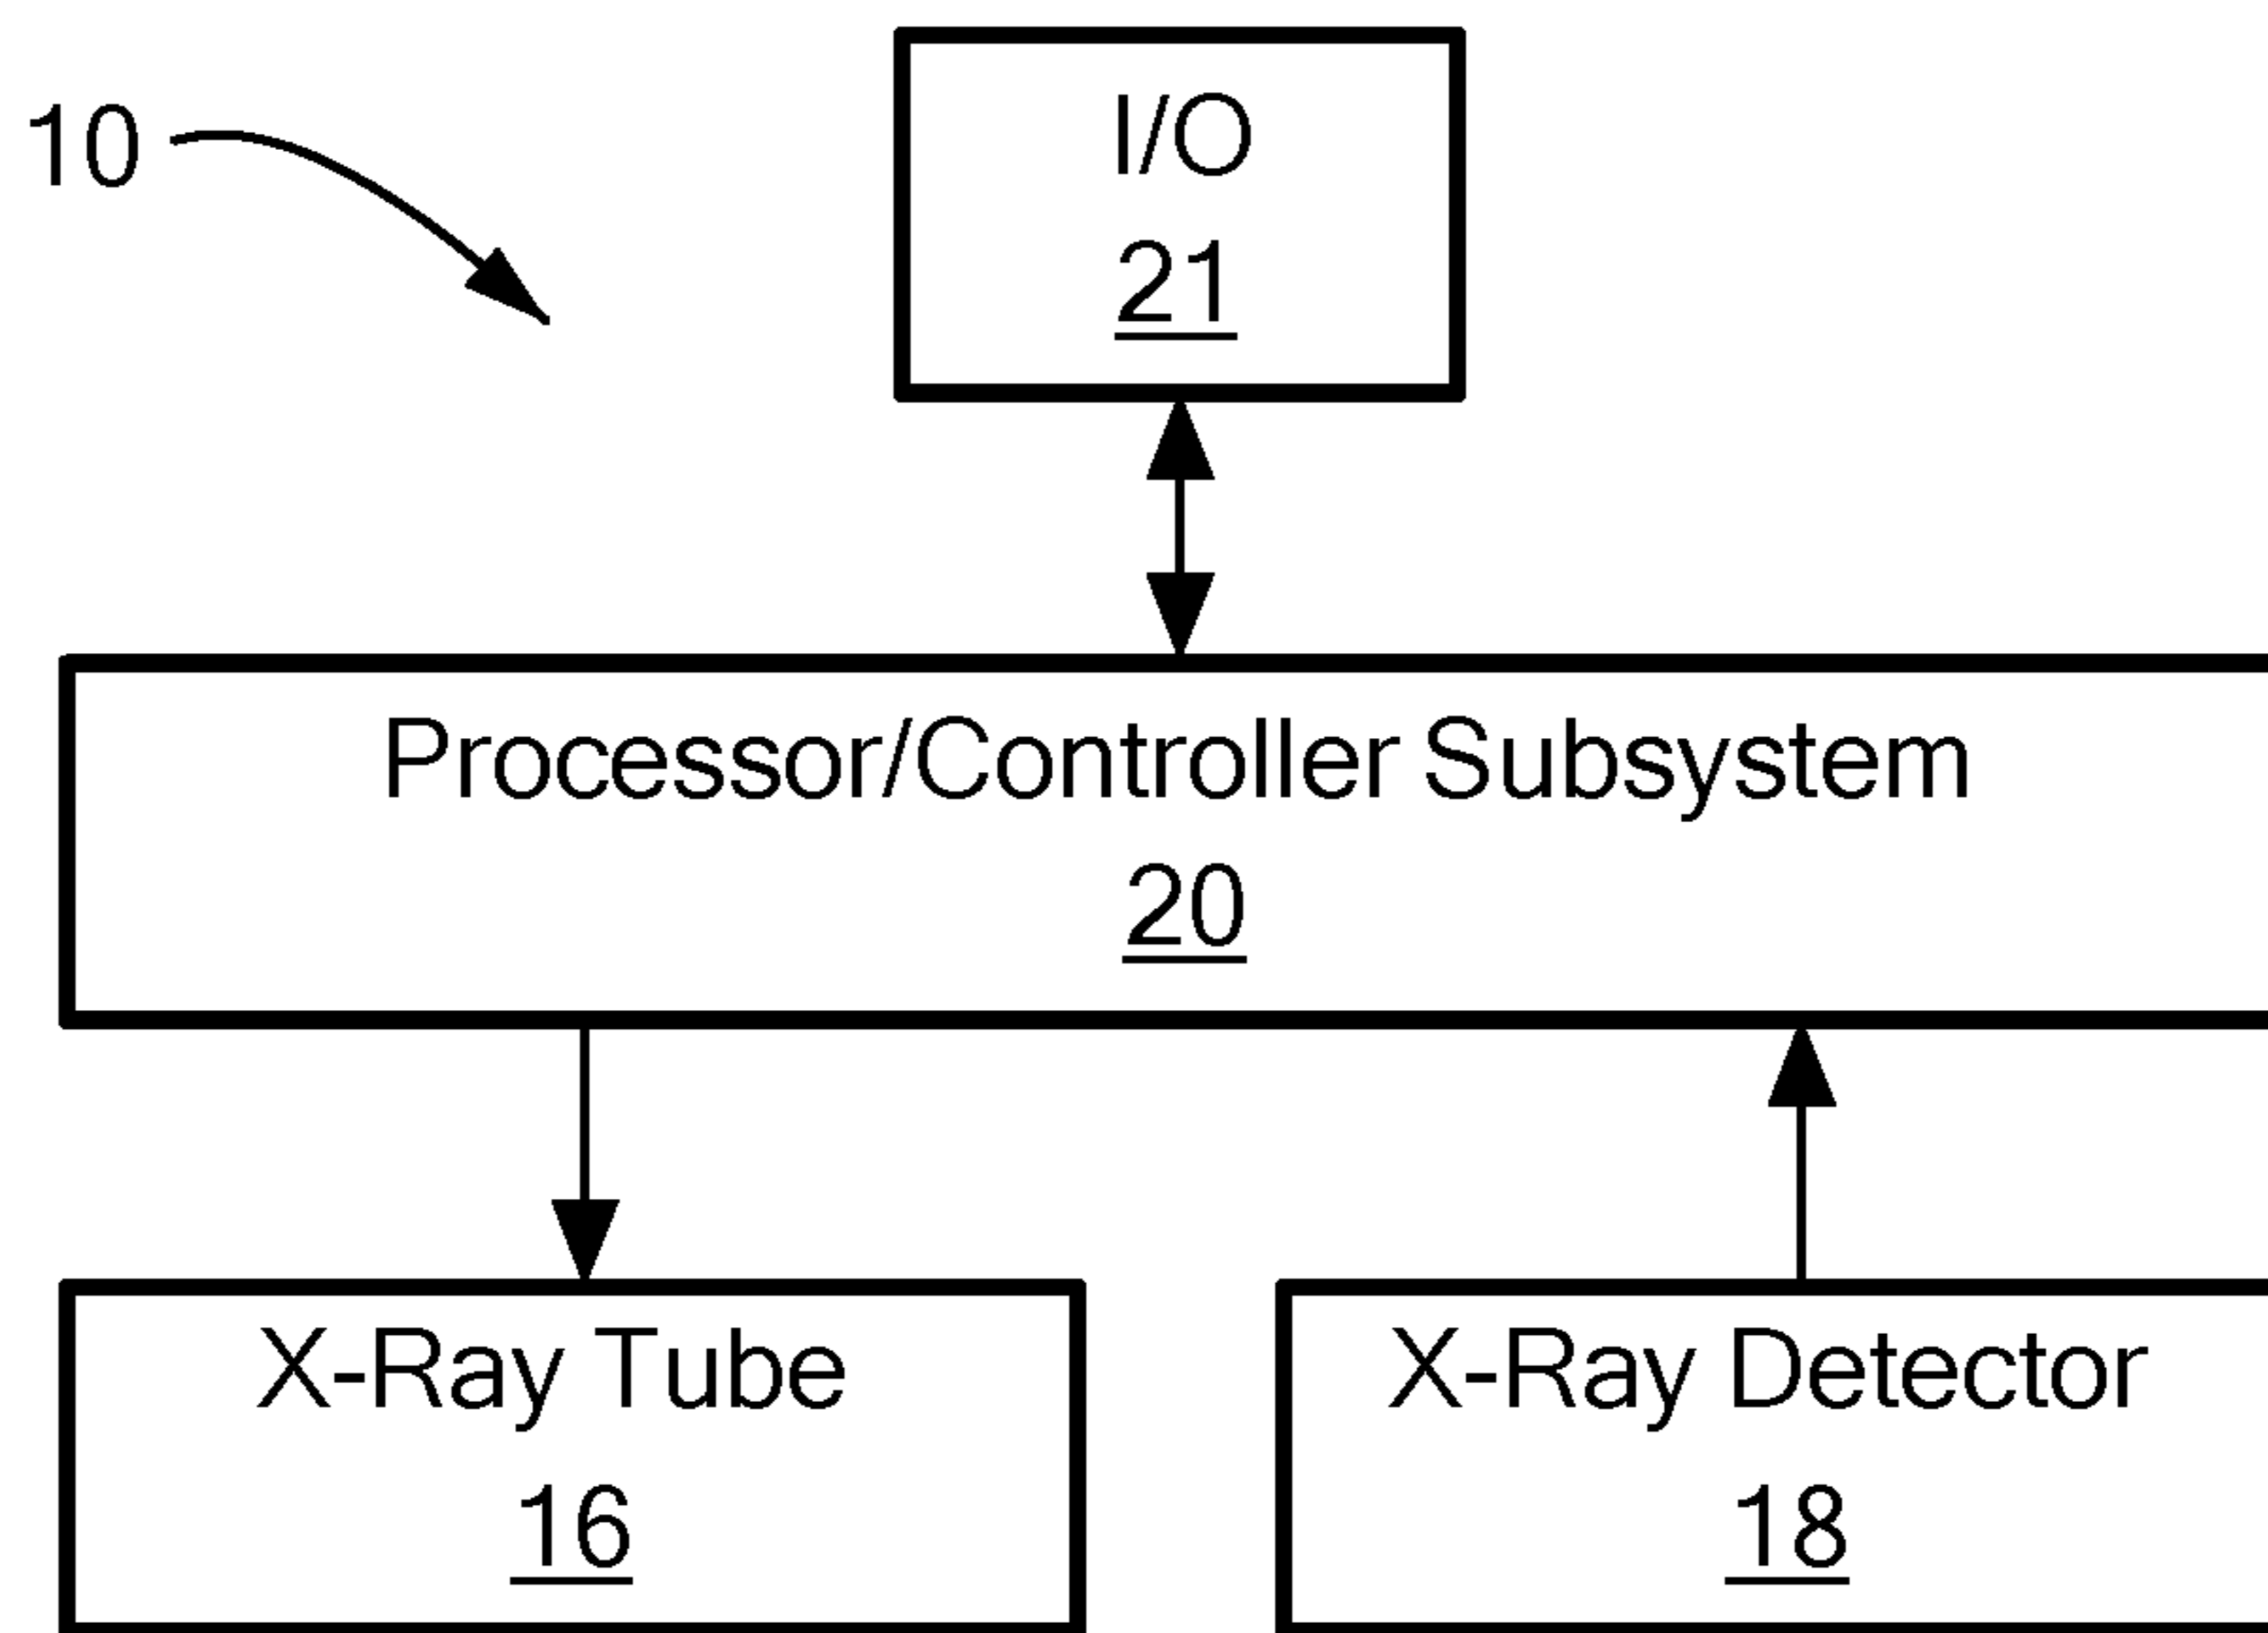 10
I/O
21
Processor/Controller Subsystem
20
X-Ray Tube
16
X-Ray Detector
18